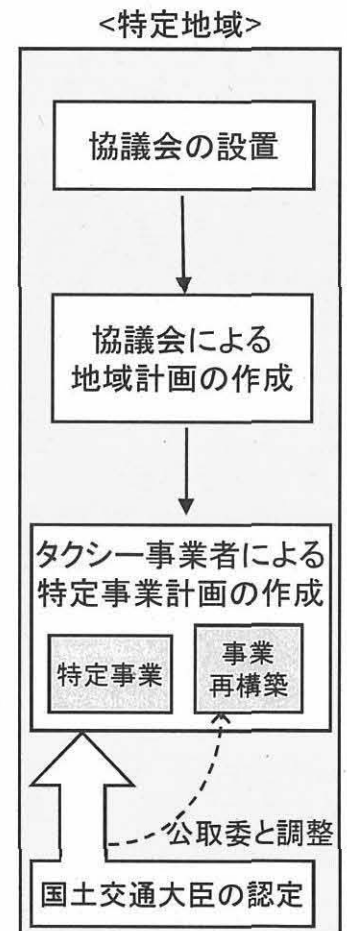 <特定地域>
協議会の設置
協議会による
地域計画の作成
タクシー事業者による
特定事業計画の作成
特定事業
事業
再構築
公取委と調整
国土交通大臣の認定